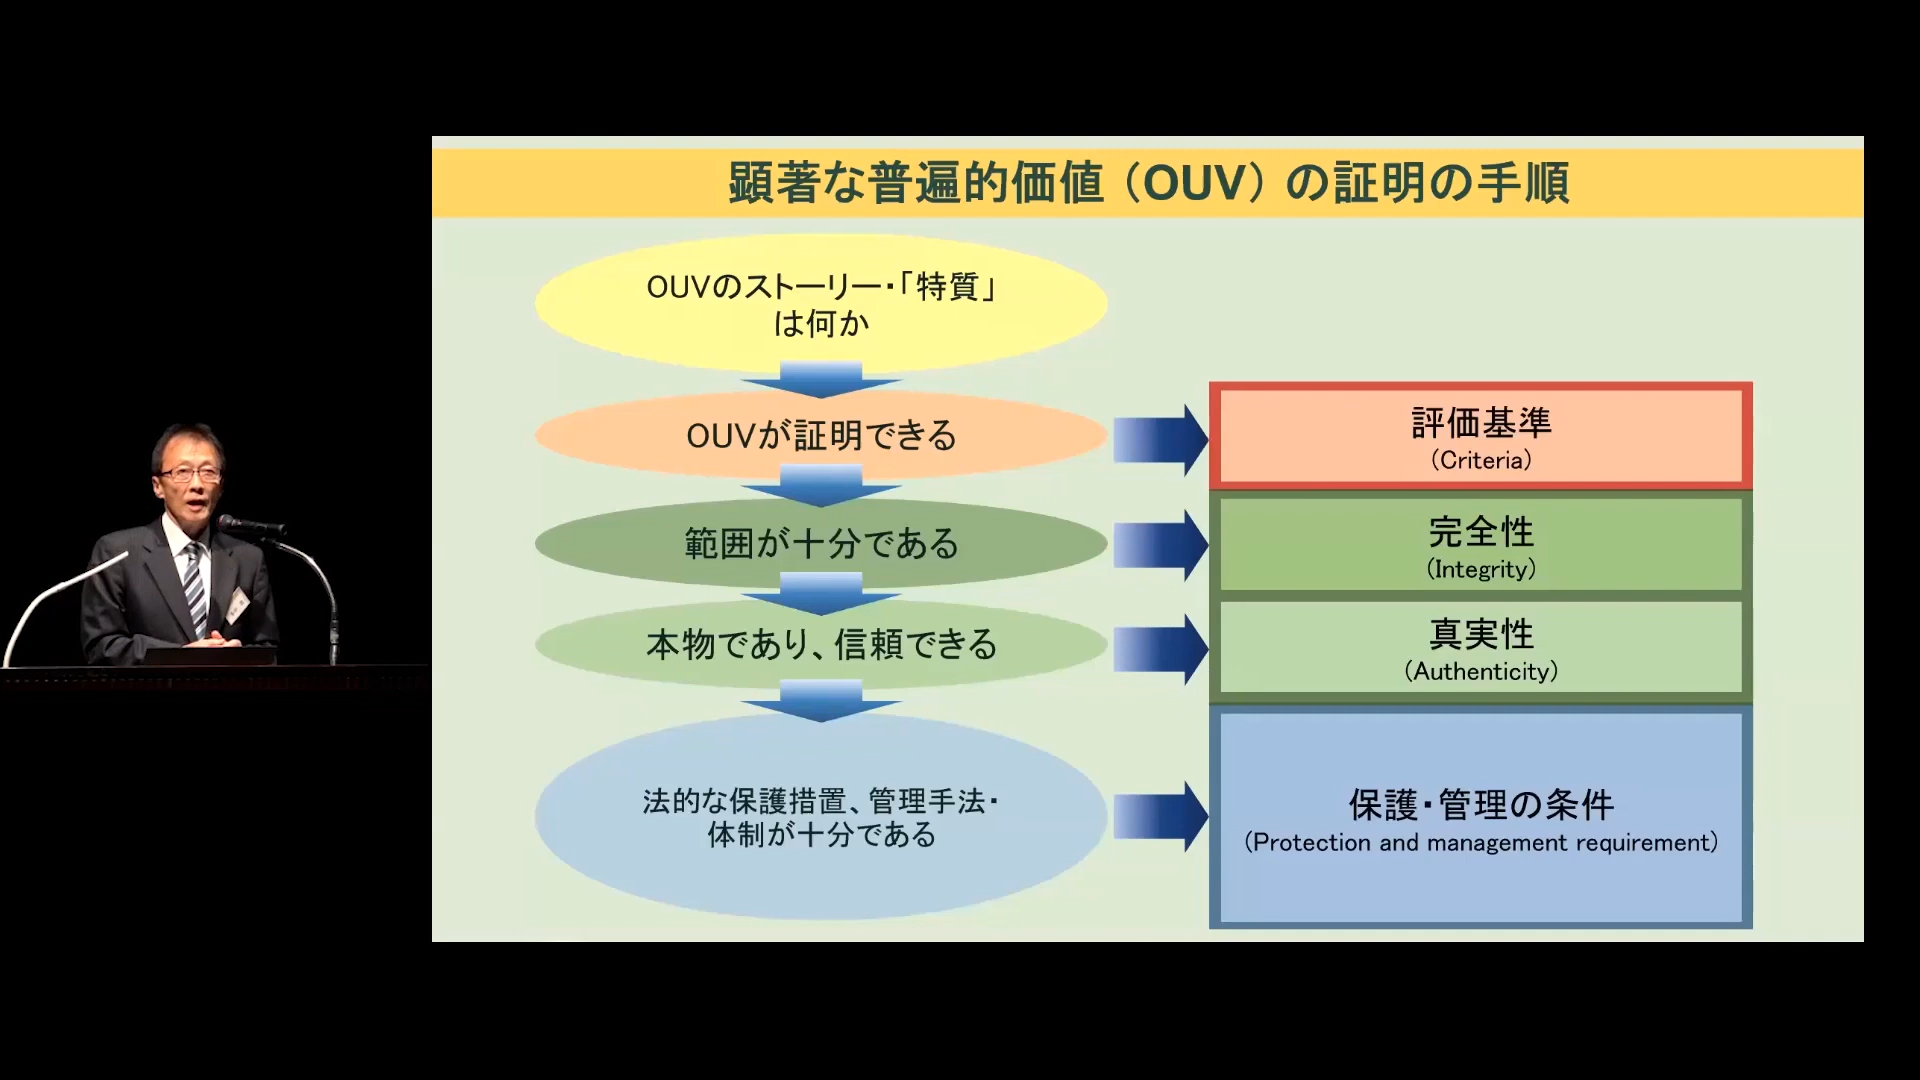 顕著な普遍的価値（OUV）の証明の手順
OUVのストーリー・「特質」
は何か
OUVが証明できる
評価基準
(Criteria)
範囲が十分である
完全性
(Integrity)
本物であり、信頼できる
真実性
(Authenticity)
法的な保護措置、管理手法・
体制が十分である
保護・管理の条件
(Protection and management requirement)